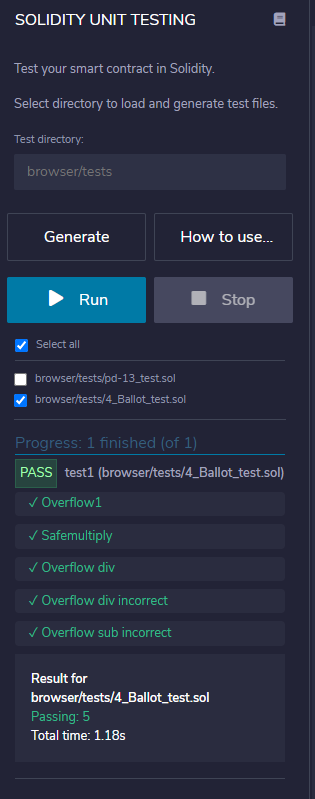 SOLIDITY UNIT TESTING
Test your smart contract in Solidity.
Select directory to load and generate test files.
Test directory:
browser/tests
Generate
How to use...
Run
Stop
Select all
browser/tests/pd-13_test.sol
browser/tests/4_Ballot_test.sol
Progress: 1 finished (of 1)
PASS test1 (browser/tests/4_Ballot_test.sol)
✓ Overflow1
✓ Safemultiply
✓ Overflow div
✓ Overflow div incorrect
✓ Overflow sub incorrect
Result for
browser/tests/4_Ballot_test.sol
Passing: 5
Total time: 1.18s